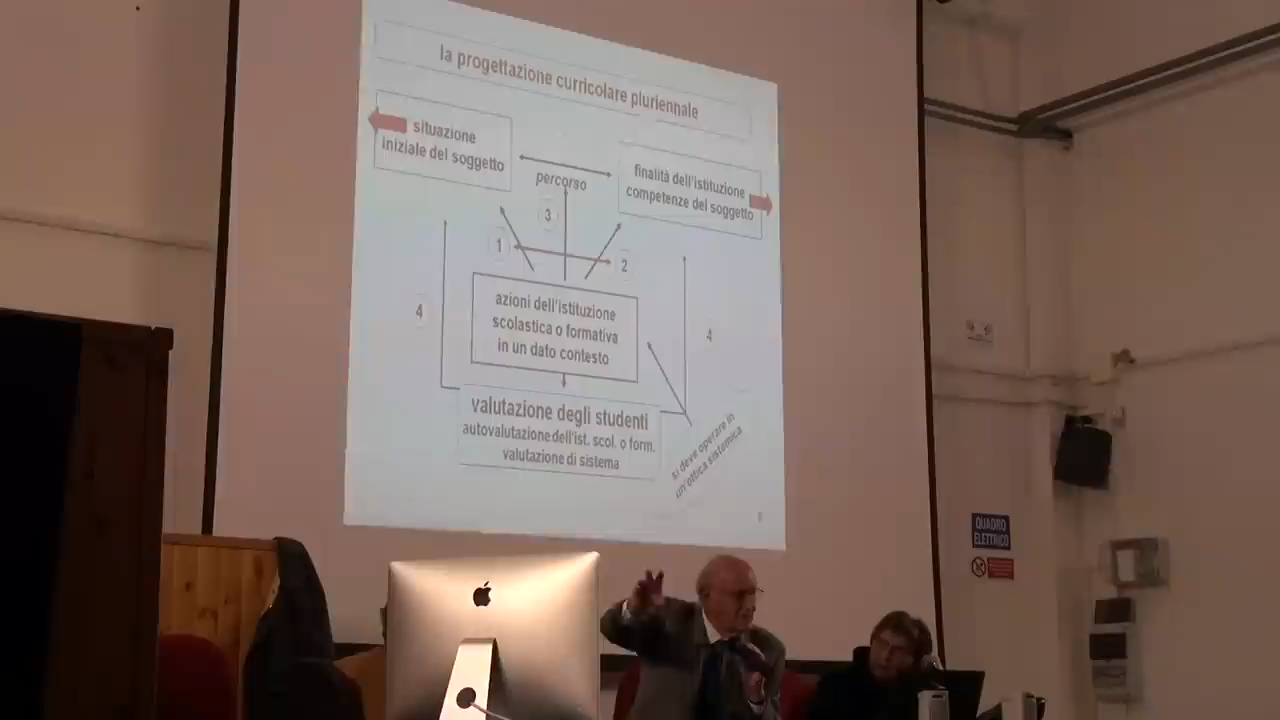 la progettazione curricolare pluriennale
situazione
iniziale del soggetto
percorso
finalità dell'istituzione
competenze del soggetto
3
1
2
4
azioni dell'istituzione
scolastica o formativa
in un dato contesto
4
valutazione degli studenti
autovalutazione dell'ist. scol. o form.
valutazione di sistema
si deve operare in
un'ottica sistemica
QUADRO
ELETTRICO